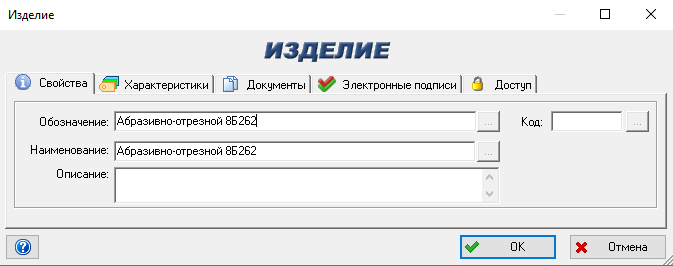 Изделие
ИЗДЕЛИЕ
Свойства Характеристики Документы Электронные подписи Доступ
Обозначение: Абразивно-отрезной 8Б262 ... Код: ...
Наименование: Абразивно-отрезной 8Б262 ...
Описание:
OK Отмена